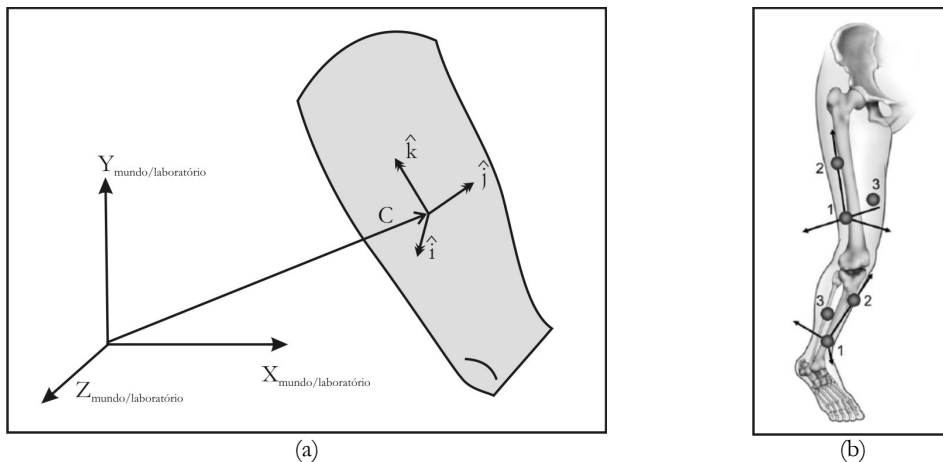 Y mundo/laboratório
k̂
ĵ
C
î
X mundo/laboratório
Z mundo/laboratório
(a)
2
3
1
3
2
1
(b)